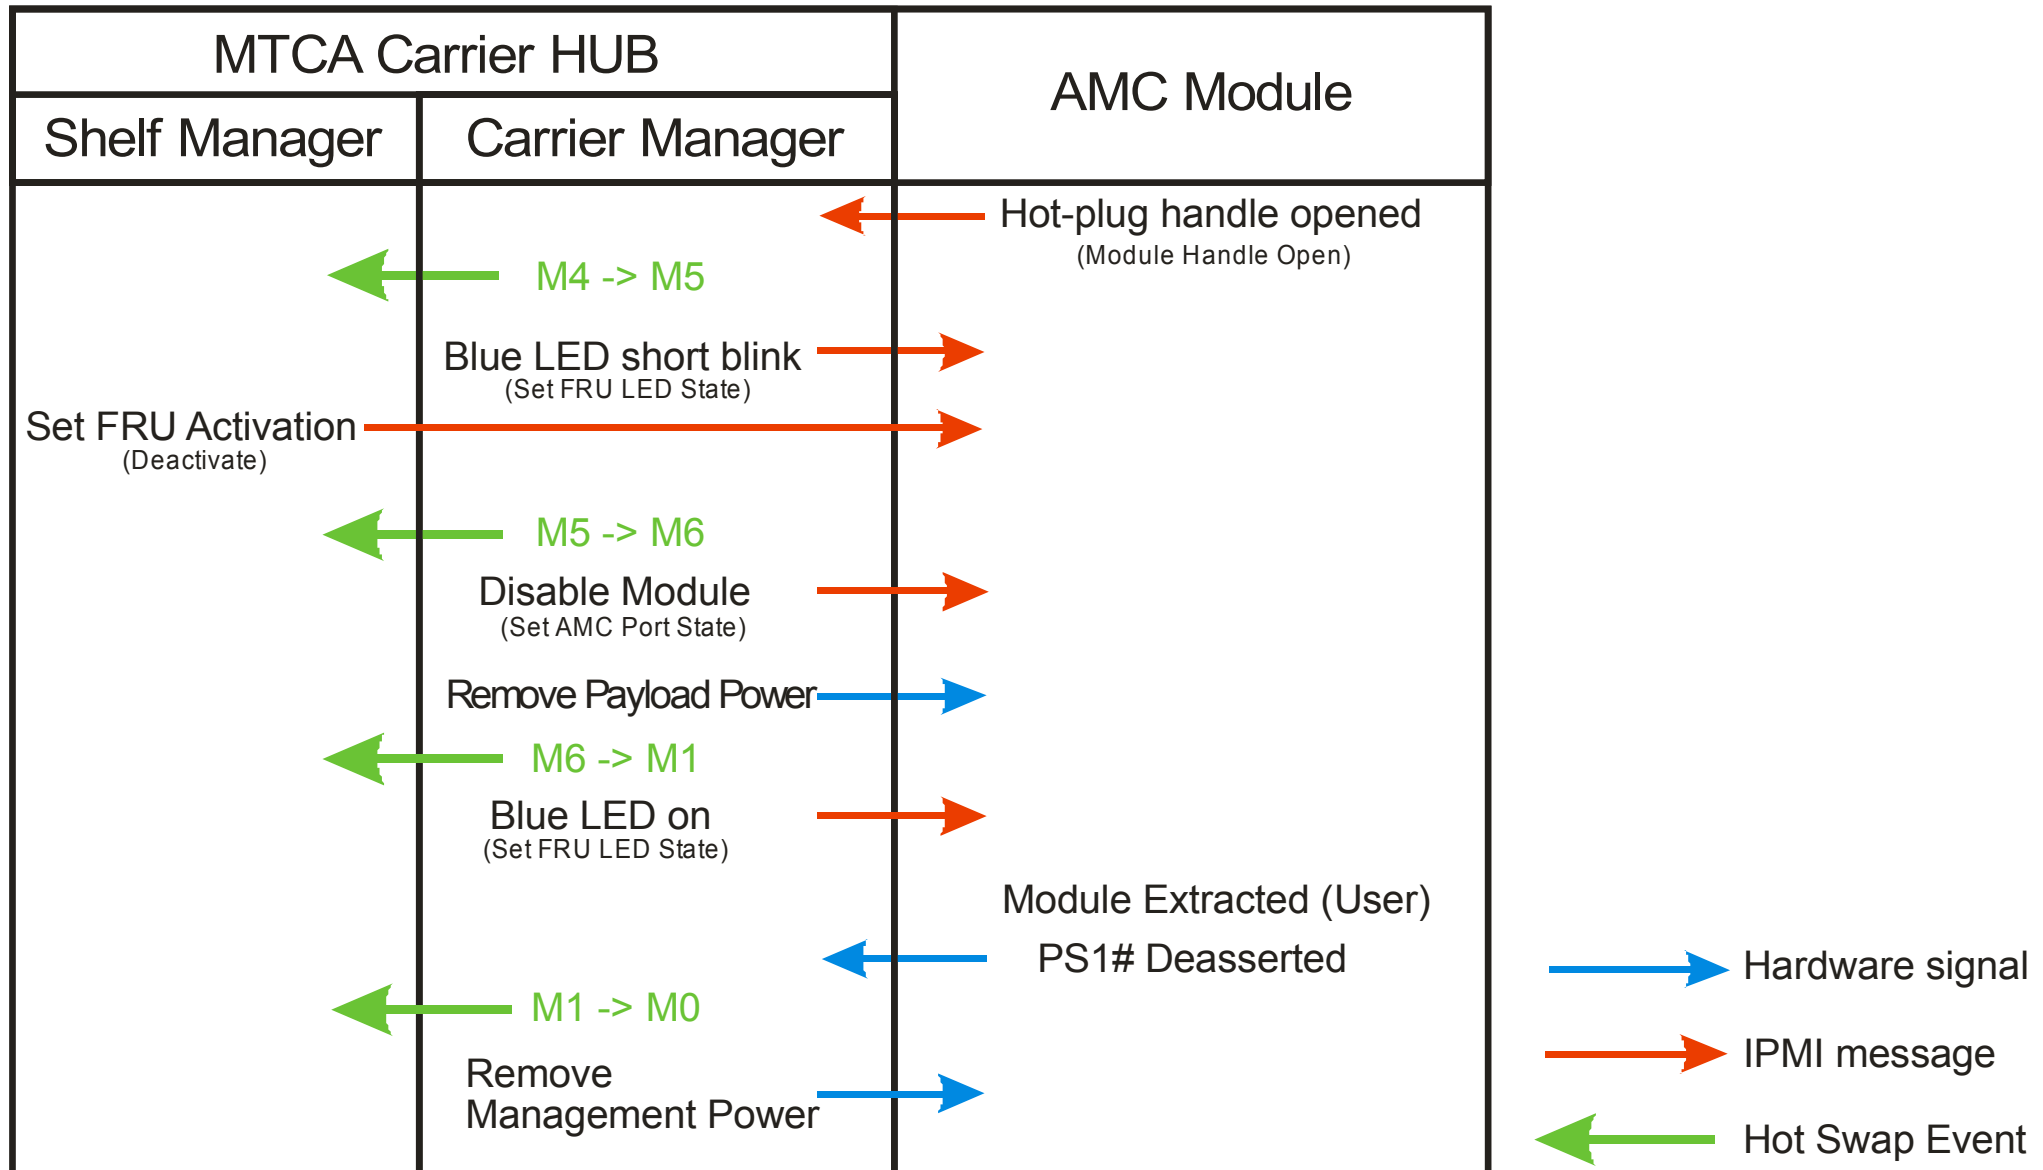 MTCA Carrier HUB
AMC Module
Shelf Manager
Carrier Manager
Hot-plug handle opened
(Module Handle Open)
M4 -> M5
Blue LED short blink
(Set FRU LED State)
Set FRU Activation
(Deactivate)
M5 -> M6
Disable Module
(Set AMC Port State)
Remove Payload Power
M6 -> M1
Blue LED on
(Set FRU LED State)
Module Extracted (User)
PS1# Deasserted
Hardware signal
M1 -> M0
IPMI message
Remove
Management Power
Hot Swap Event